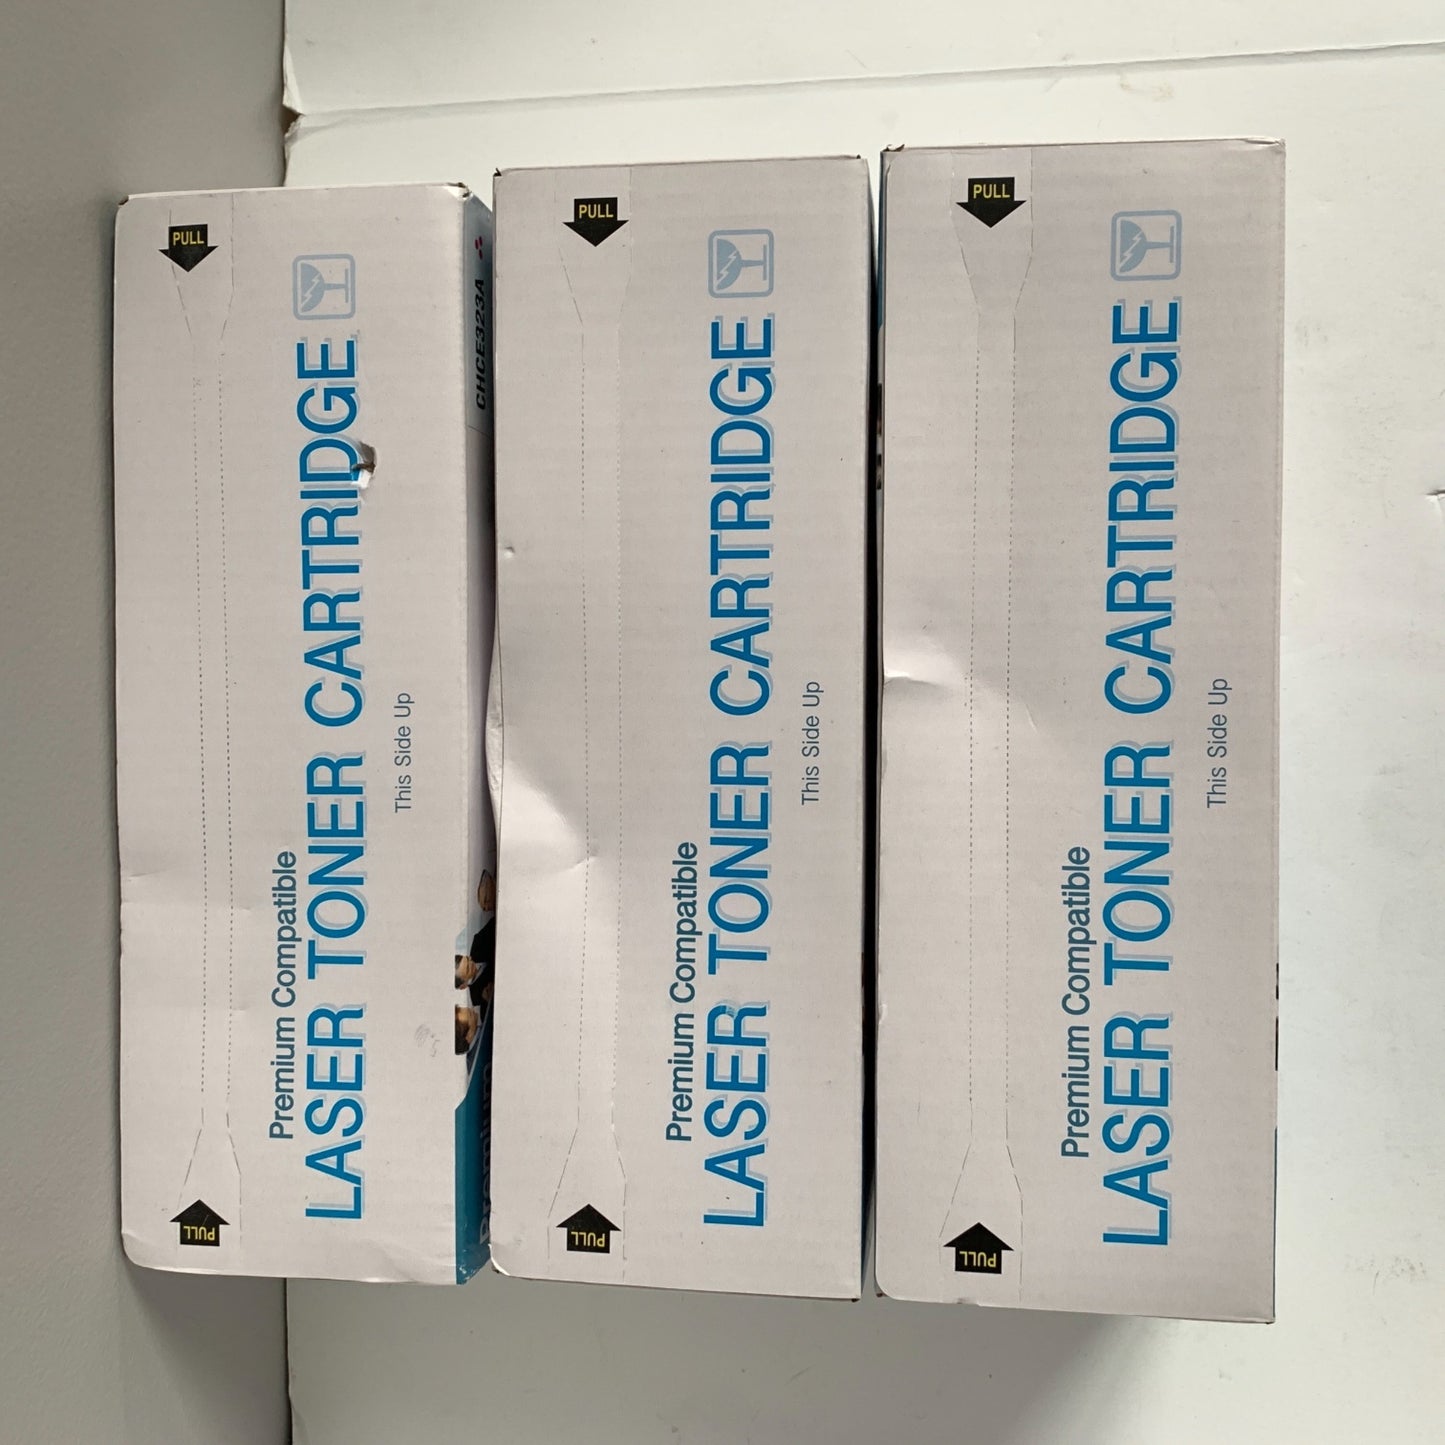 PULL
Premium Compatible
LASER TONER CARTRIDGE
This Side Up
PULL
CHCE323A
Premium
PULL
Premium Compatible
LASER TONER CARTRIDGE
This Side Up
PULL
PULL
Premium Compatible
LASER TONER CARTRIDGE
This Side Up
PULL